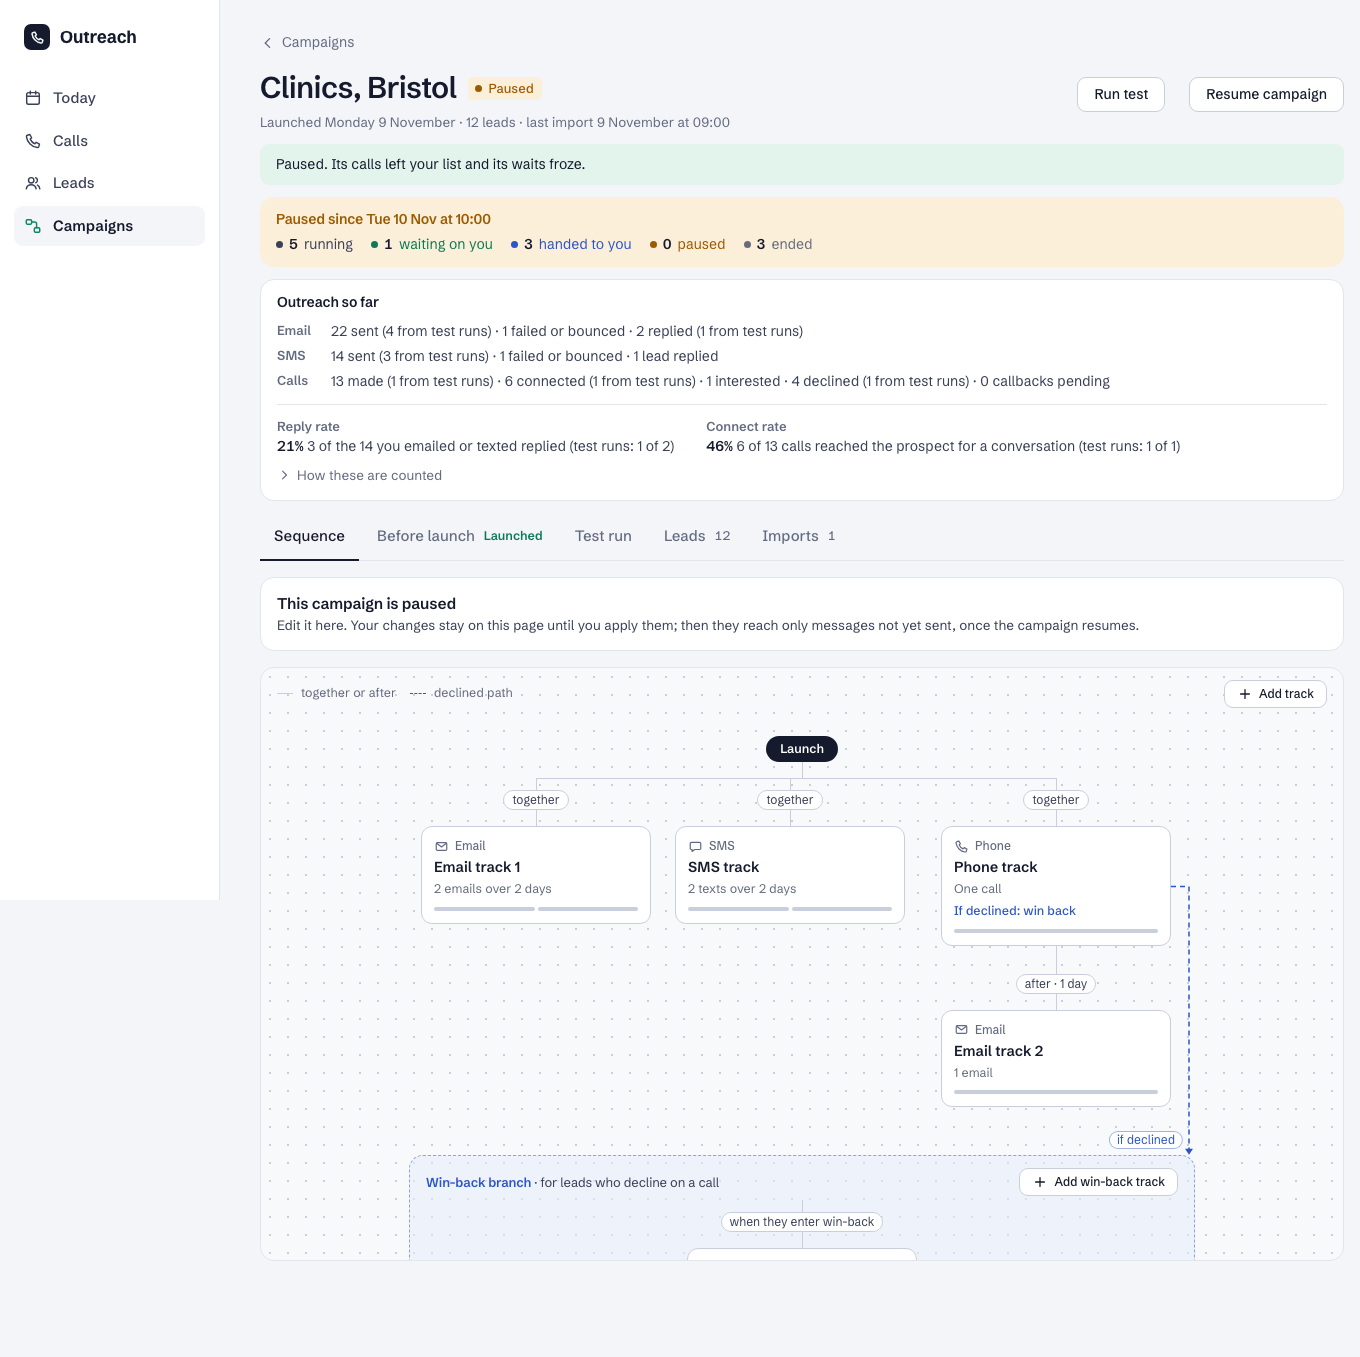 Outreach
Today
Calls
Leads
Campaigns
Campaigns
Clinics, Bristol
Paused
Run test
Resume campaign
Launched Monday 9 November · 12 leads · last import 9 November at 09:00
Paused. Its calls left your list and its waits froze.
Paused since Tue 10 Nov at 10:00
5 running
1 waiting on you
3 handed to you
0 paused
3 ended
Outreach so far
Email 22 sent (4 from test runs) · 1 failed or bounced · 2 replied (1 from test runs)
SMS 14 sent (3 from test runs) · 1 failed or bounced · 1 lead replied
Calls 13 made (1 from test runs) · 6 connected (1 from test runs) · 1 interested · 4 declined (1 from test runs) · 0 callbacks pending
Reply rate
21% 3 of the 14 you emailed or texted replied (test runs: 1 of 2)
Connect rate
46% 6 of 13 calls reached the prospect for a conversation (test runs: 1 of 1)
How these are counted
Sequence
Before launch Launched
Test run
Leads 12
Imports 1
This campaign is paused
Edit it here. Your changes stay on this page until you apply them; then they reach only messages not yet sent, once the campaign resumes.
together or after
declined path
Add track
Launch
together
together
together
Email
Email track 1
2 emails over 2 days
SMS
SMS track
2 texts over 2 days
Phone
Phone track
One call
If declined: win back
after · 1 day
Email
Email track 2
1 email
if declined
Win-back branch · for leads who decline on a call
Add win-back track
when they enter win-back